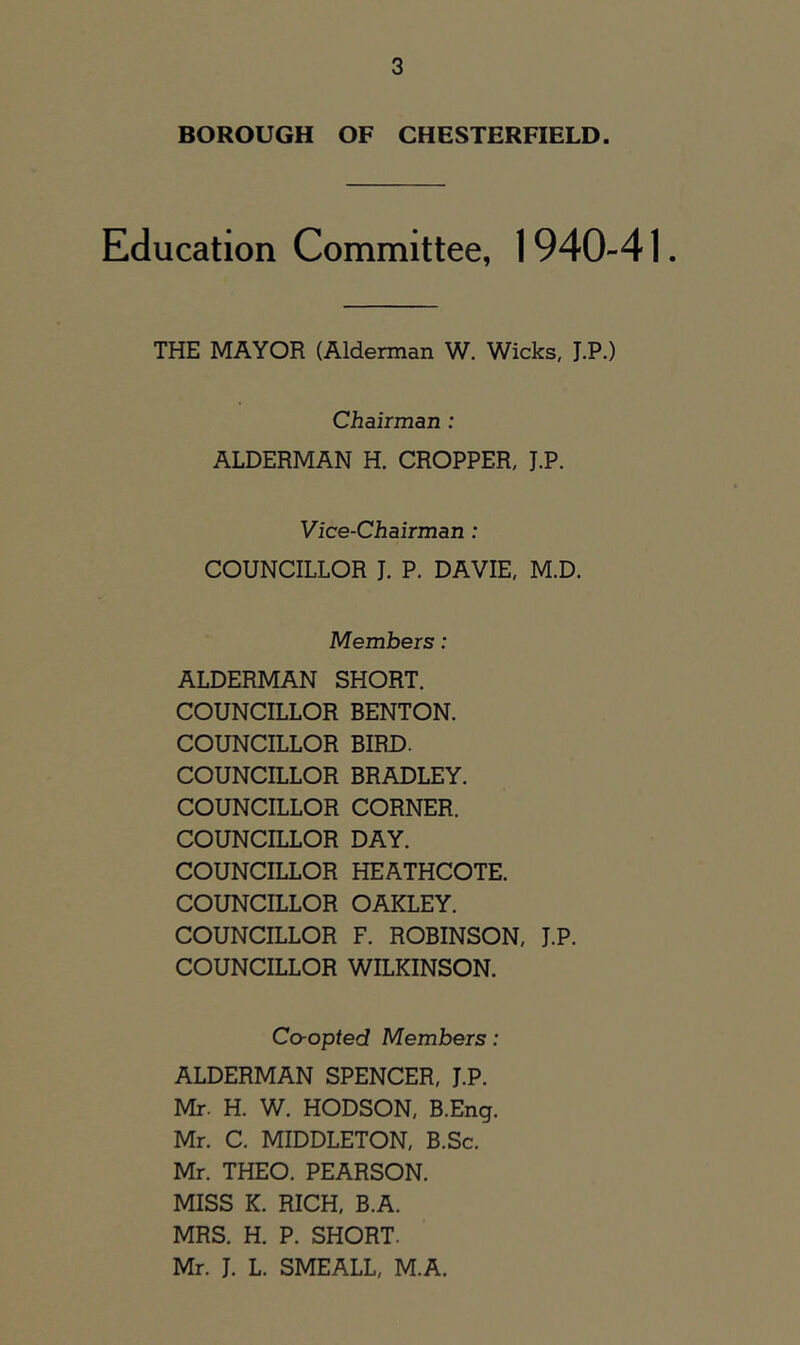 3
BOROUGH OF CHESTERFIELD.
Education Committee, 1940-41.
THE MAYOR (Alderman W. Wicks, J.P.)
Chairman :
ALDERMAN H. CROPPER, J.P.
Vice-Chairman :
COUNCILLOR J. P. DAVIE, M.D.
Members :
ALDERMAN SHORT.
COUNCILLOR BENTON.
COUNCILLOR BIRD.
COUNCILLOR BRADLEY.
COUNCILLOR CORNER.
COUNCILLOR DAY.
COUNCILLOR HEATHCOTE.
COUNCILLOR OAKLEY.
COUNCILLOR F. ROBINSON, J.P.
COUNCILLOR WILKINSON.
Co-opted Members :
ALDERMAN SPENCER, J.P.
Mr. H. W. HODSON, B.Eng.
Mr. C. MIDDLETON, B.Sc.
Mr. THEO. PEARSON.
MISS K. RICH, B.A.
MRS. H. P. SHORT.
Mr. J. L. SMEALL, M.A.